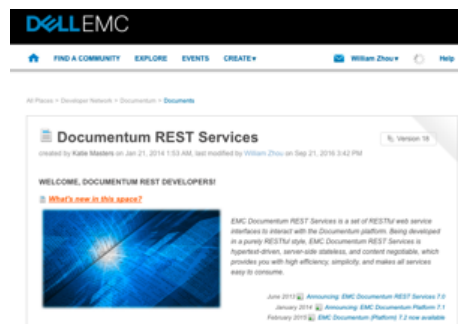 DELLEMC
FIND A COMMUNITY EXPLORE EVENTS CREATE▾ William Zhou▾ Help
All Places > Developer Network > Documentum > Documents
Documentum REST Services
Version 18
created by Katie Masters on Jan 21, 2014 1:53 AM, last modified by William Zhou on Sep 21, 2016 3:42 PM
WELCOME, DOCUMENTUM REST DEVELOPERS!
What's new in this space?
EMC Documentum REST Services is a set of RESTful web service
interfaces to interact with the Documentum platform. Being developed
in a purely RESTful style, EMC Documentum REST Services is
hypertext-driven, server-side stateless, and content negotiable, which
provides you with high efficiency, simplicity, and makes all services
easy to consume.
June 2013 Announcing: EMC Documentum REST Services 7.0
January 2014 Announcing: EMC Documentum Platform 7.1
February 2015 EMC Documentum (Platform) 7.2 now available